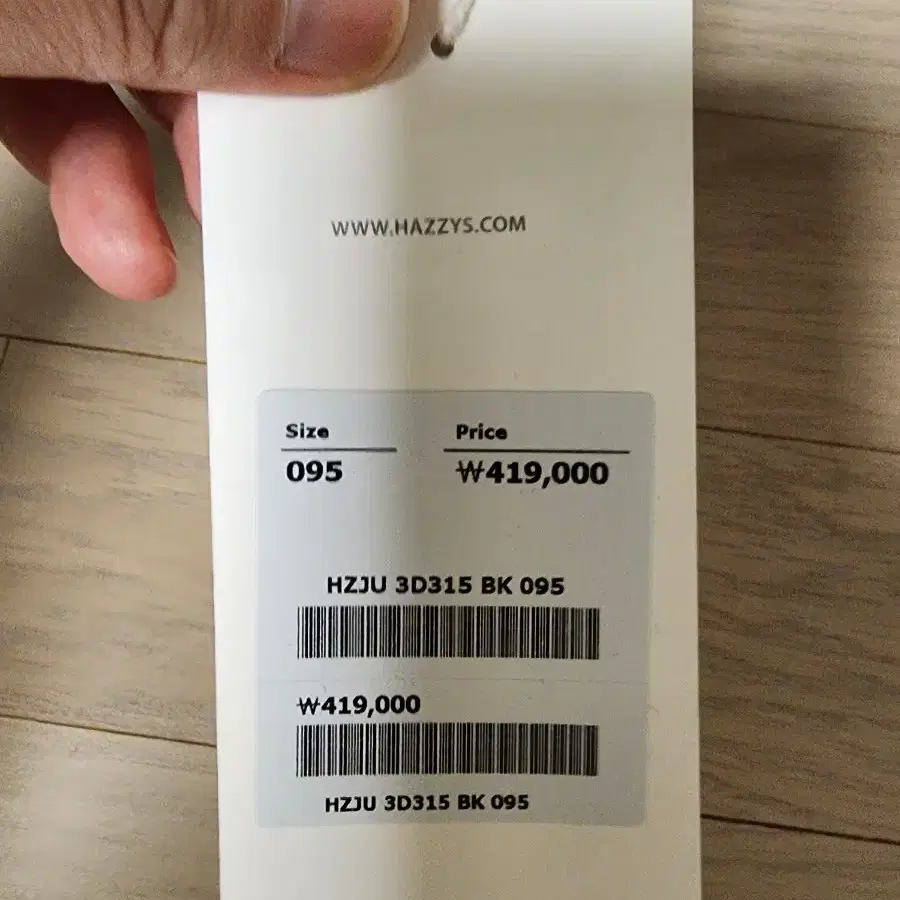 WWW.HAZZYS.COM
Size Price
095 ₩419,000
HZJU 3D315 BK 095
₩419,000
HZJU 3D315 BK 095